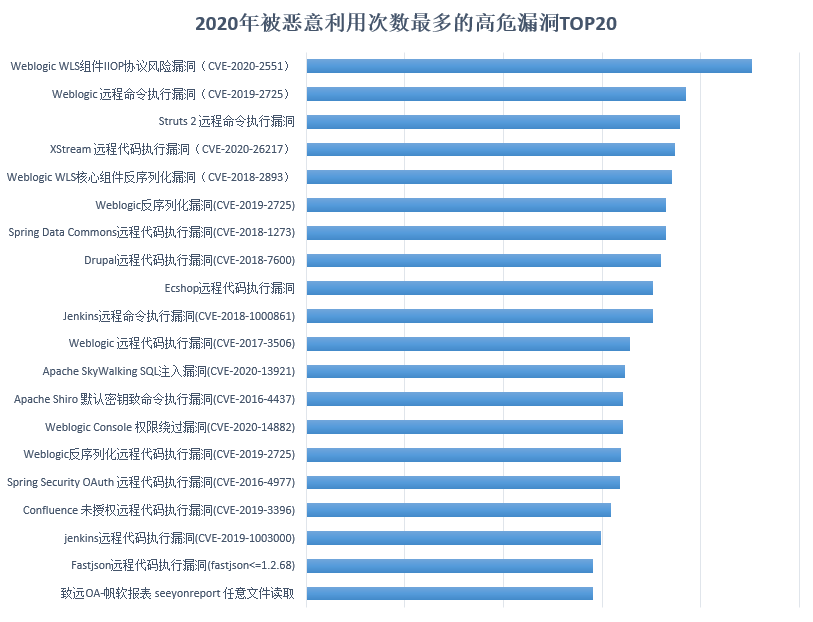 2020年被恶意利用次数最多的高危漏洞TOP20
Weblogic WLS组件IIOP协议风险漏洞（CVE-2020-2551）
Weblogic 远程命令执行漏洞（CVE-2019-2725）
Struts 2 远程命令执行漏洞
XStream 远程代码执行漏洞（CVE-2020-26217）
Weblogic WLS核心组件反序列化漏洞（CVE-2018-2893）
Weblogic反序列化漏洞(CVE-2019-2725)
Spring Data Commons远程代码执行漏洞(CVE-2018-1273)
Drupal远程代码执行漏洞(CVE-2018-7600)
Ecshop远程代码执行漏洞
Jenkins远程命令执行漏洞(CVE-2018-1000861)
Weblogic 远程代码执行漏洞(CVE-2017-3506)
Apache SkyWalking SQL注入漏洞(CVE-2020-13921)
Apache Shiro 默认密钥致命令执行漏洞(CVE-2016-4437)
Weblogic Console 权限绕过漏洞(CVE-2020-14882)
Weblogic反序列化远程代码执行漏洞(CVE-2019-2725)
Spring Security OAuth 远程代码执行漏洞(CVE-2016-4977)
Confluence 未授权远程代码执行漏洞(CVE-2019-3396)
jenkins远程代码执行漏洞(CVE-2019-1003000)
Fastjson远程代码执行漏洞(fastjson<=1.2.68)
致远OA-帆软报表 seeyonreport 任意文件读取